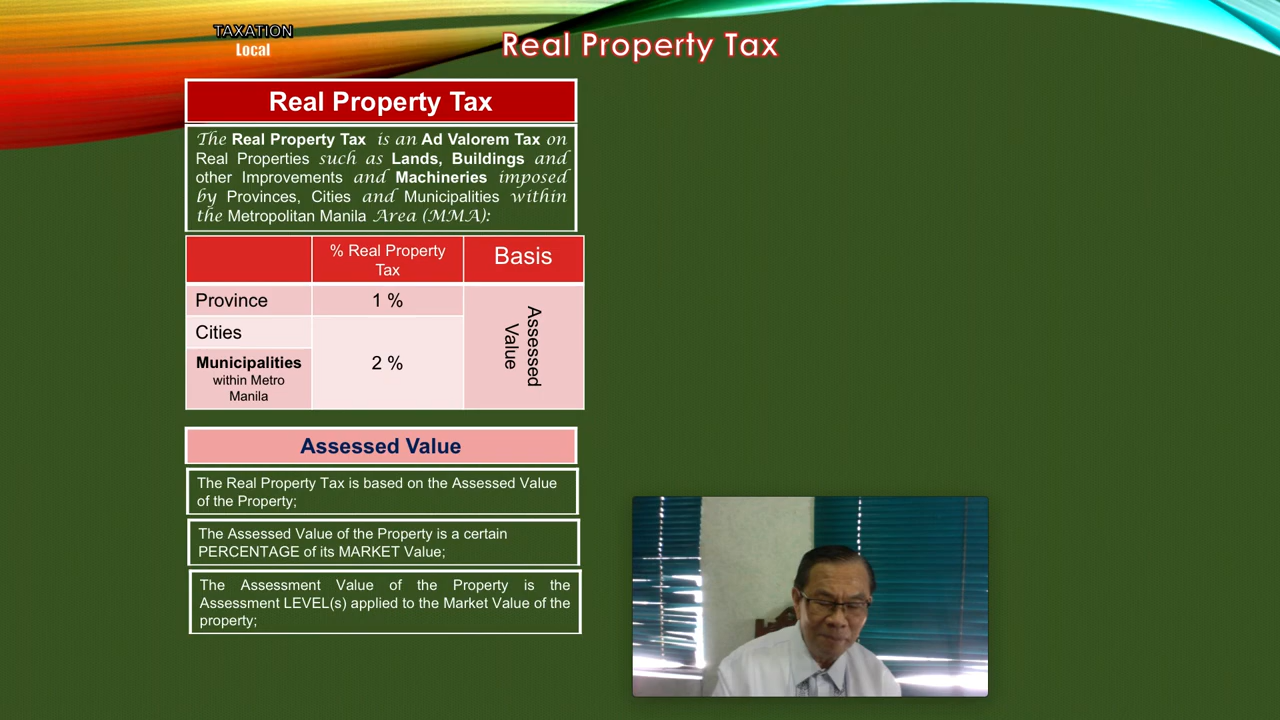 TAXATION
Local
Real Property Tax
Real Property Tax
The Real Property Tax is an Ad Valorem Tax on
Real Properties such as Lands, Buildings and
other Improvements and Machineries imposed
by Provinces, Cities and Municipalities within
the Metropolitan Manila Area (MMA):
% Real Property
Tax
Basis
Province
1 %
Cities
Municipalities
within Metro
Manila
2 %
Assessed
Value
Assessed Value
The Real Property Tax is based on the Assessed Value
of the Property;
The Assessed Value of the Property is a certain
PERCENTAGE of its MARKET Value;
The Assessment Value of the Property is the
Assessment LEVEL(s) applied to the Market Value of the
property;